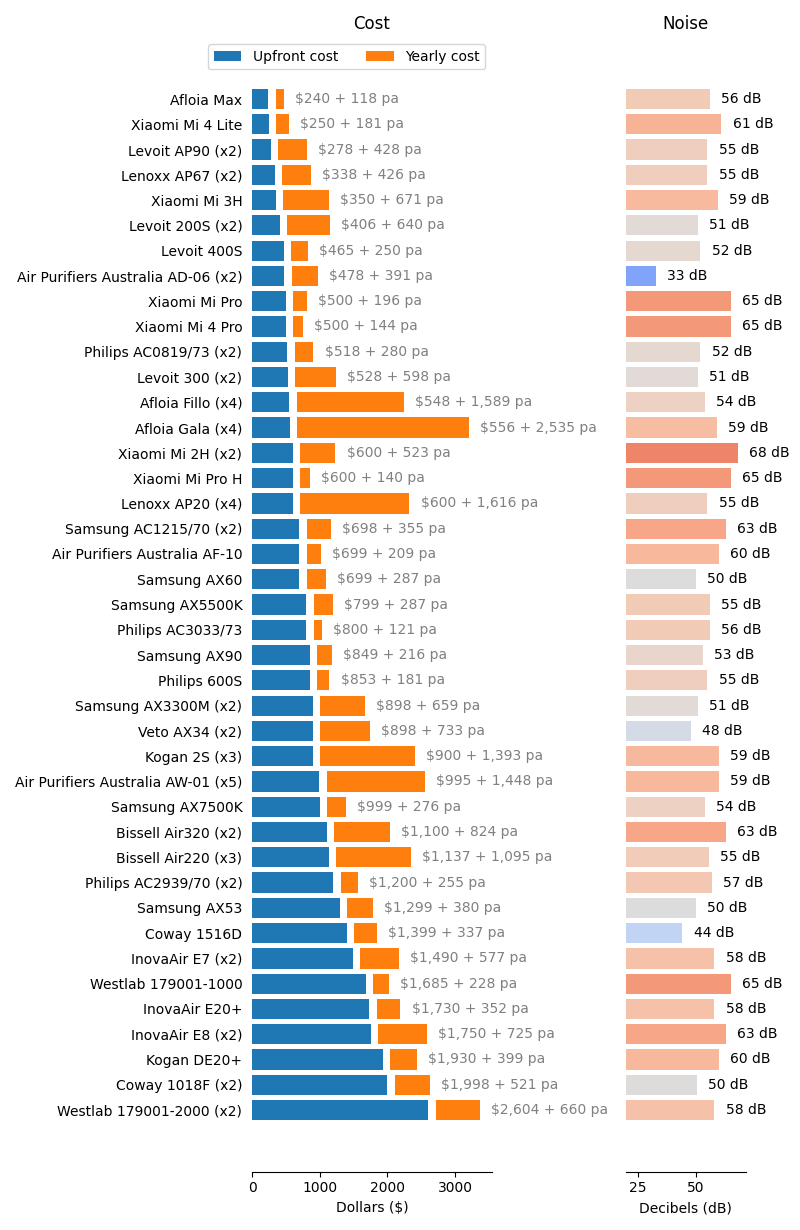 Cost Noise
Upfront cost Yearly cost
Afloia Max $240 + 118 pa 56 dB
Xiaomi Mi 4 Lite $250 + 181 pa 61 dB
Levoit AP90 (x2) $278 + 428 pa 55 dB
Lenoxx AP67 (x2) $338 + 426 pa 55 dB
Xiaomi Mi 3H $350 + 671 pa 59 dB
Levoit 200S (x2) $406 + 640 pa 51 dB
Levoit 400S $465 + 250 pa 52 dB
Air Purifiers Australia AD-06 (x2) $478 + 391 pa 33 dB
Xiaomi Mi Pro $500 + 196 pa 65 dB
Xiaomi Mi 4 Pro $500 + 144 pa 65 dB
Philips AC0819/73 (x2) $518 + 280 pa 52 dB
Levoit 300 (x2) $528 + 598 pa 51 dB
Afloia Fillo (x4) $548 + 1,589 pa 54 dB
Afloia Gala (x4) $556 + 2,535 pa 59 dB
Xiaomi Mi 2H (x2) $600 + 523 pa 68 dB
Xiaomi Mi Pro H $600 + 140 pa 65 dB
Lenoxx AP20 (x4) $600 + 1,616 pa 55 dB
Samsung AC1215/70 (x2) $698 + 355 pa 63 dB
Air Purifiers Australia AF-10 $699 + 209 pa 60 dB
Samsung AX60 $699 + 287 pa 50 dB
Samsung AX5500K $799 + 287 pa 55 dB
Philips AC3033/73 $800 + 121 pa 56 dB
Samsung AX90 $849 + 216 pa 53 dB
Philips 600S $853 + 181 pa 55 dB
Samsung AX3300M (x2) $898 + 659 pa 51 dB
Veto AX34 (x2) $898 + 733 pa 48 dB
Kogan 2S (x3) $900 + 1,393 pa 59 dB
Air Purifiers Australia AW-01 (x5) $995 + 1,448 pa 59 dB
Samsung AX7500K $999 + 276 pa 54 dB
Bissell Air320 (x2) $1,100 + 824 pa 63 dB
Bissell Air220 (x3) $1,137 + 1,095 pa 55 dB
Philips AC2939/70 (x2) $1,200 + 255 pa 57 dB
Samsung AX53 $1,299 + 380 pa 50 dB
Coway 1516D $1,399 + 337 pa 44 dB
InovaAir E7 (x2) $1,490 + 577 pa 58 dB
Westlab 179001-1000 $1,685 + 228 pa 65 dB
InovaAir E20+ $1,730 + 352 pa 58 dB
InovaAir E8 (x2) $1,750 + 725 pa 63 dB
Kogan DE20+ $1,930 + 399 pa 60 dB
Coway 1018F (x2) $1,998 + 521 pa 50 dB
Westlab 179001-2000 (x2) $2,604 + 660 pa 58 dB
0 1000 2000 3000 25 50
Dollars ($) Decibels (dB)